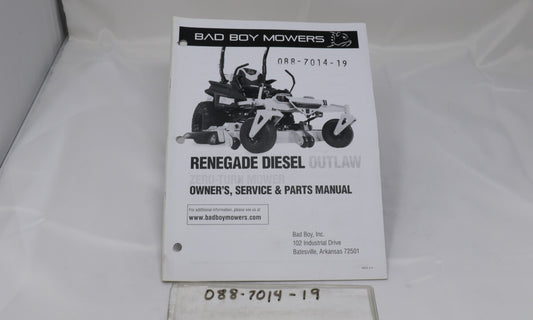 BAD BOY MOWERS
088-7014-19
RENEGADE DIESEL OUTLAW
ZERO-TURN MOWER
OWNER'S, SERVICE & PARTS MANUAL
For additional information, please see us at
www.badboymowers.com
Bad Boy, Inc.
102 Industrial Drive
Batesville, Arkansas 72501
088-7014-19